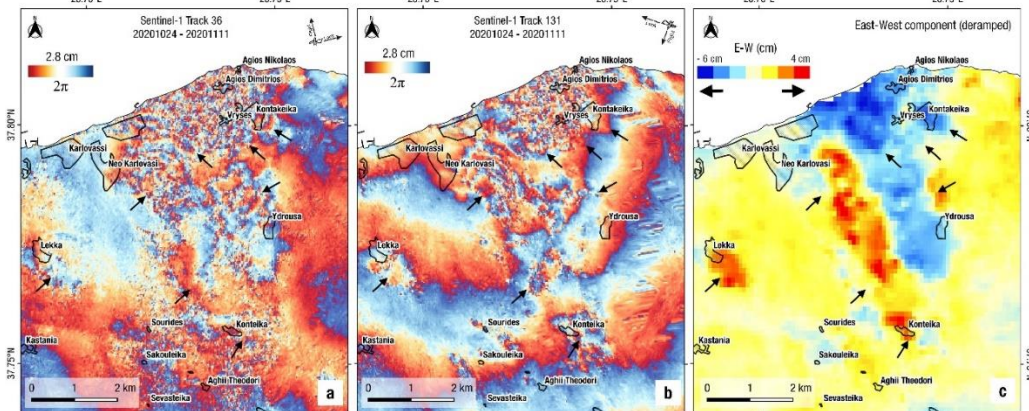 Sentinel-1 Track 36
20201024 - 20201111
2.8 cm
2π
Agios Nikolaos
Agios Dimitrios
Kontakeika
Vryses
Karlovassi
Neo Karlovasi
Ydrousa
Lekka
Sourides
Konteika
Kastania
Sakouleika
Aghii Theodori
Sevasteika
0 1 2 km
a
37.80°N
37.75°N
Sentinel-1 Track 131
20201024 - 20201111
2.8 cm
2π
Agios Nikolaos
Agios Dimitrios
Kontakeika
Vryses
Karlovassi
Neo Karlovasi
Ydrousa
Lekka
Sourides
Konteika
Kastania
Sakouleika
Aghii Theodori
Sevasteika
0 1 2 km
b
East-West component (deramped)
E-W (cm)
- 6 cm
4 cm
Agios Nikolaos
Agios Dimitrios
Kontakeika
Vryses
Karlovassi
Neo Karlovasi
Ydrousa
Lekka
Sourides
Konteika
Kastania
Sakouleika
Aghii Theodori
Sevasteika
0 1 2 km
c